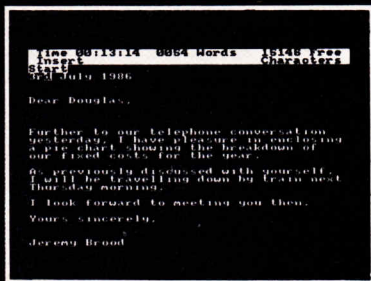 Time 00:13:14 0064 Words 15146 Free
Insert Characters
Start
3rd July 1986
Dear Douglas,
Further to our telephone conversation
yesterday, I have pleasure in enclosing
a pie chart showing the breakdown of
our fixed costs for the year.
As previously discussed with yourself,
I will be travelling down by train next
Thursday morning.
I look forward to meeting you then.
Yours sincerely,
Jeremy Brood